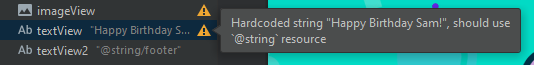 imageView
Ab textView "Happy Birthday S...
Ab textView2 "@string/footer"
Hardcoded string "Happy Birthday Sam!", should use
`@string` resource